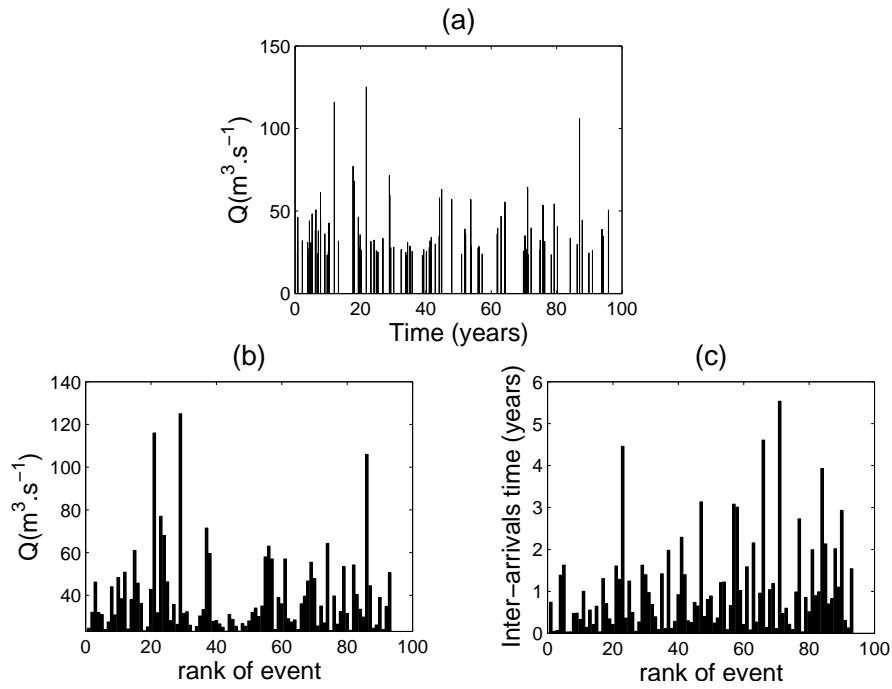 (a)
150
100
50
0
Q(m³.s⁻¹)
0 20 40 60 80 100
Time (years)
(b)
140
120
100
80
60
40
Q(m³.s⁻¹)
0 20 40 60 80 100
rank of event
(c)
6
5
4
3
2
1
0
Inter−arrivals time (years)
0 20 40 60 80 100
rank of event